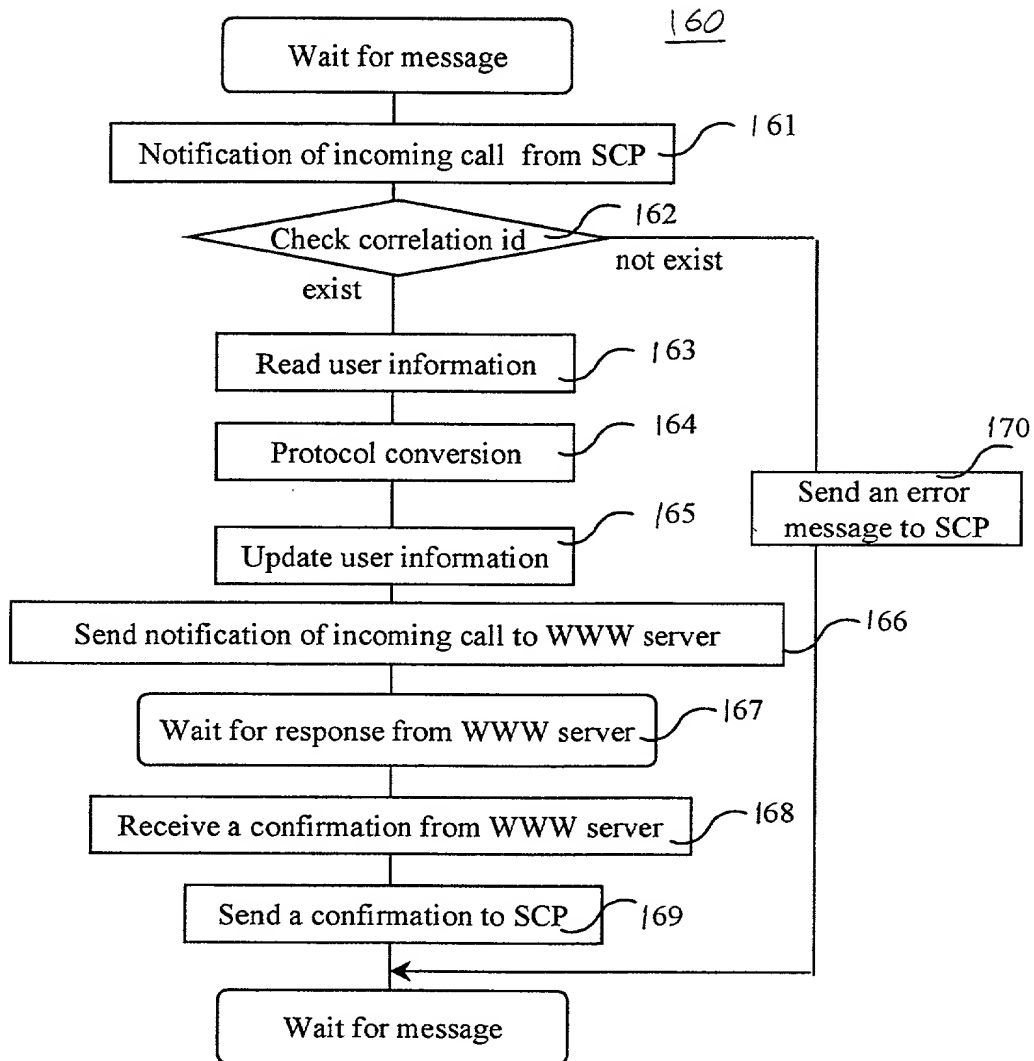 160
Wait for message
161
Notification of incoming call from SCP
162
Check correlation id
not exist
exist
163
Read user information
164
Protocol conversion
170
Send an error
message to SCP
165
Update user information
166
Send notification of incoming call to WWW server
167
Wait for response from WWW server
168
Receive a confirmation from WWW server
Send a confirmation to SCP
169
Wait for message